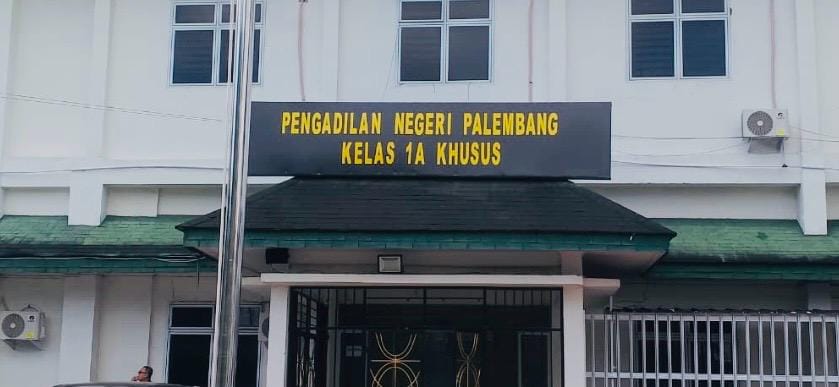 PENGADILAN NEGERI PALEMBANG
KELAS 1A KHUSUS